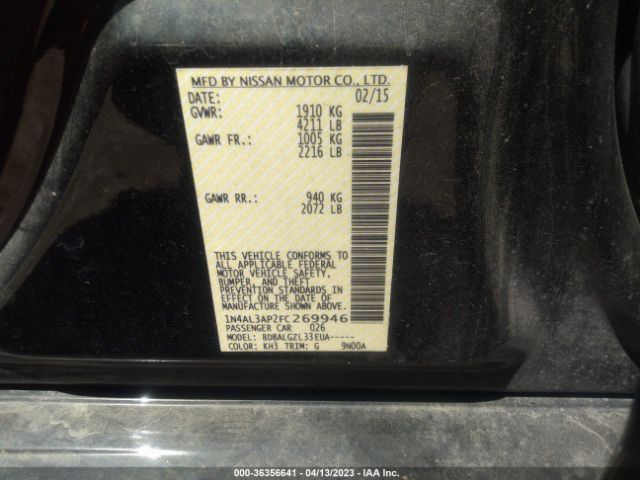 MFD BY NISSAN MOTOR CO., LTD.
DATE: 02/15
GVWR: 1910 KG
4211 LB
GAWR FR.: 1005 KG
2216 LB
GAWR RR.: 940 KG
2072 LB
THIS VEHICLE CONFORMS TO
ALL APPLICABLE FEDERAL
MOTOR VEHICLE SAFETY,
BUMPER, AND THEFT
PREVENTION STANDARDS IN
EFFECT ON THE DATE OF
MANUFACTURE SHOWN ABOVE.
1N4AL3AP2FC269946
PASSENGER CAR 026
MODEL: BDBALGZL33EUA-----
COLOR: KH3 TRIM: G 9N00A
000-36356641 - 04/13/2023 - IAA Inc.